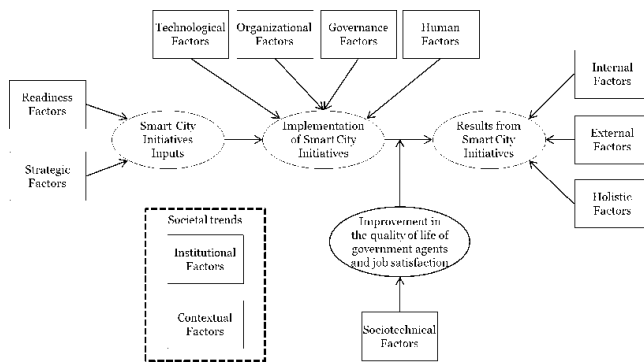 Technological
Factors
Organizational
Factors
Governance
Factors
Human
Factors
Internal
Factors
Readiness
Factors
Smart City
Initiatives
Inputs
Implementation
of Smart City
Initiatives
Results from
Smart City
Initiatives
External
Factors
Strategic
Factors
Holistic
Factors
Societal trends
Institutional
Factors
Contextual
Factors
Improvement in
the quality of life of
government agents
and job satisfaction
Sociotechnical
Factors